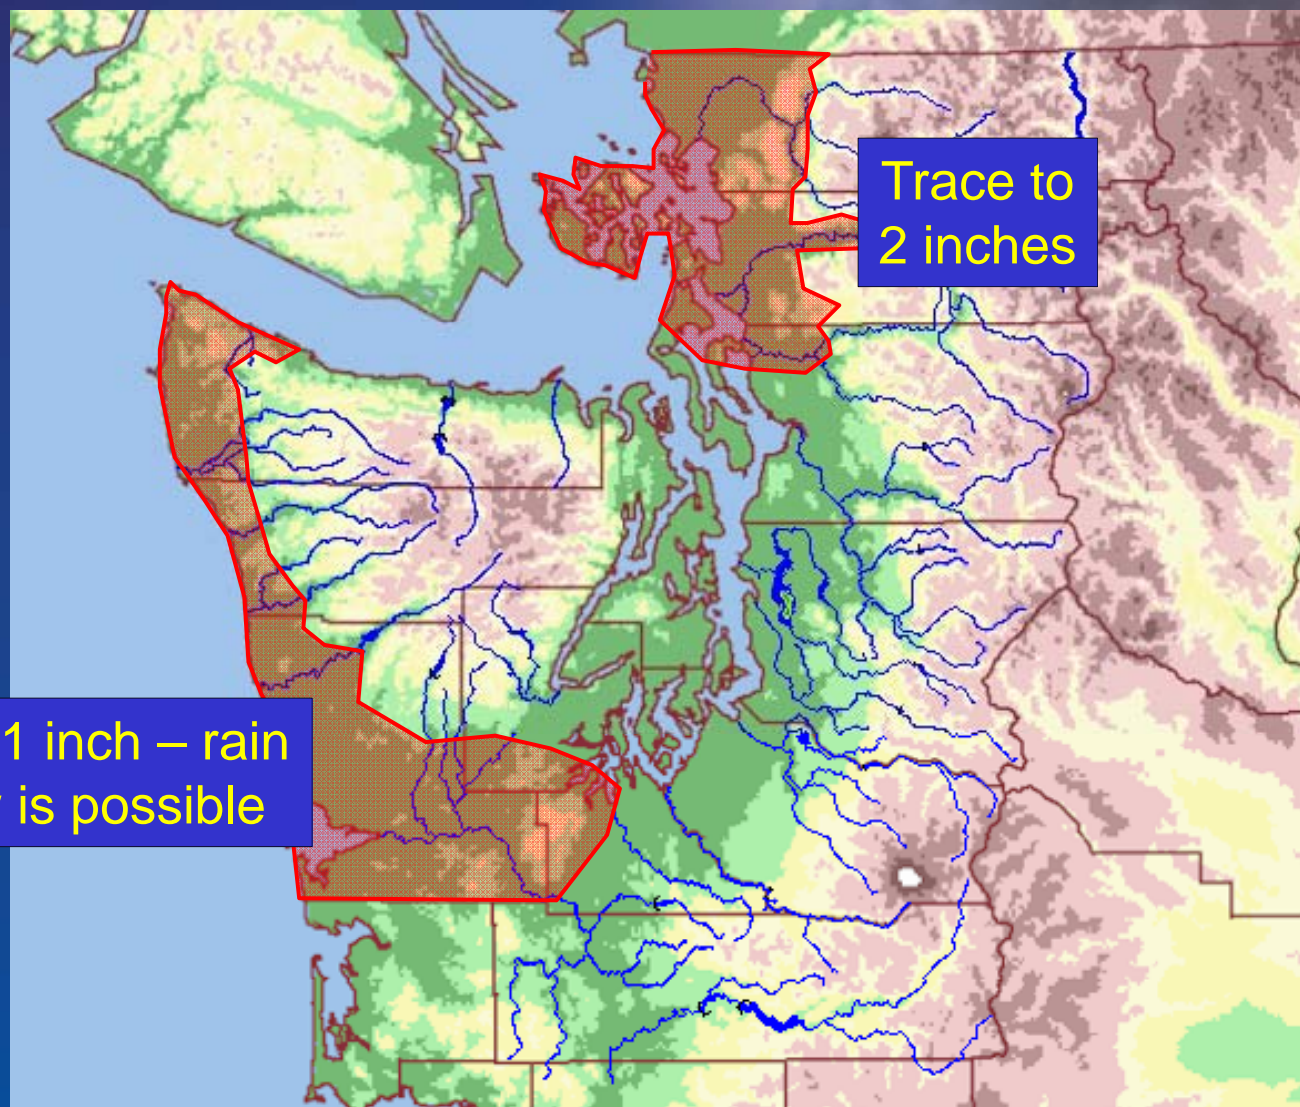 Trace to
2 inches
1 inch – rain
is possible